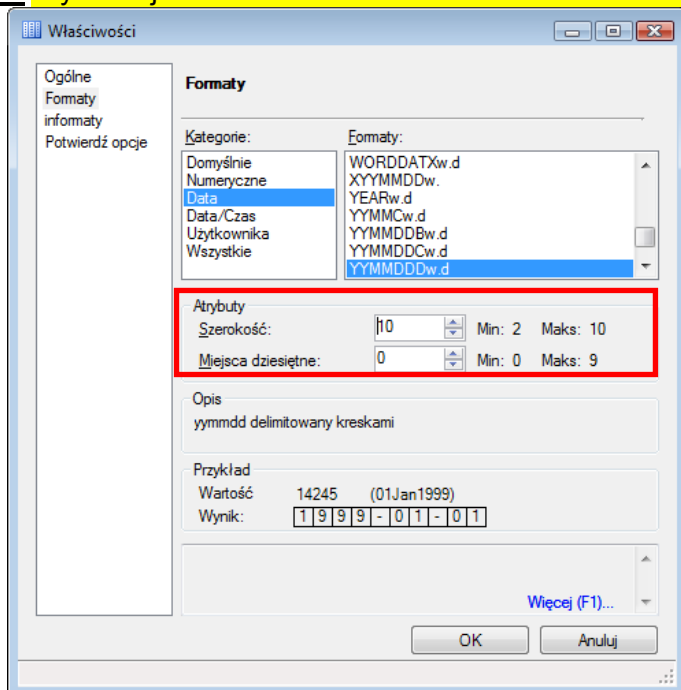 Właściwości
Ogólne
Formaty
informaty
Potwierdź opcje
Formaty
Kategorie:
Domyślnie
Numeryczne
Data
Data/Czas
Użytkownika
Wszystkie
Formaty:
WORDDATXw.d
XYYMMDDw.
YEARw.d
YYMMCw.d
YYMMDDBw.d
YYMMDDCw.d
YYMMDDDw.d
Atrybuty
Szerokość: 10 Min: 2 Maks: 10
Miejsca dziesiętne: 0 Min: 0 Maks: 9
Opis
yymmdd delimitowany kreskami
Przykład
Wartość 14245 (01Jan1999)
Wynik: 1999-01-01
Więcej (F1)...
OK Anuluj